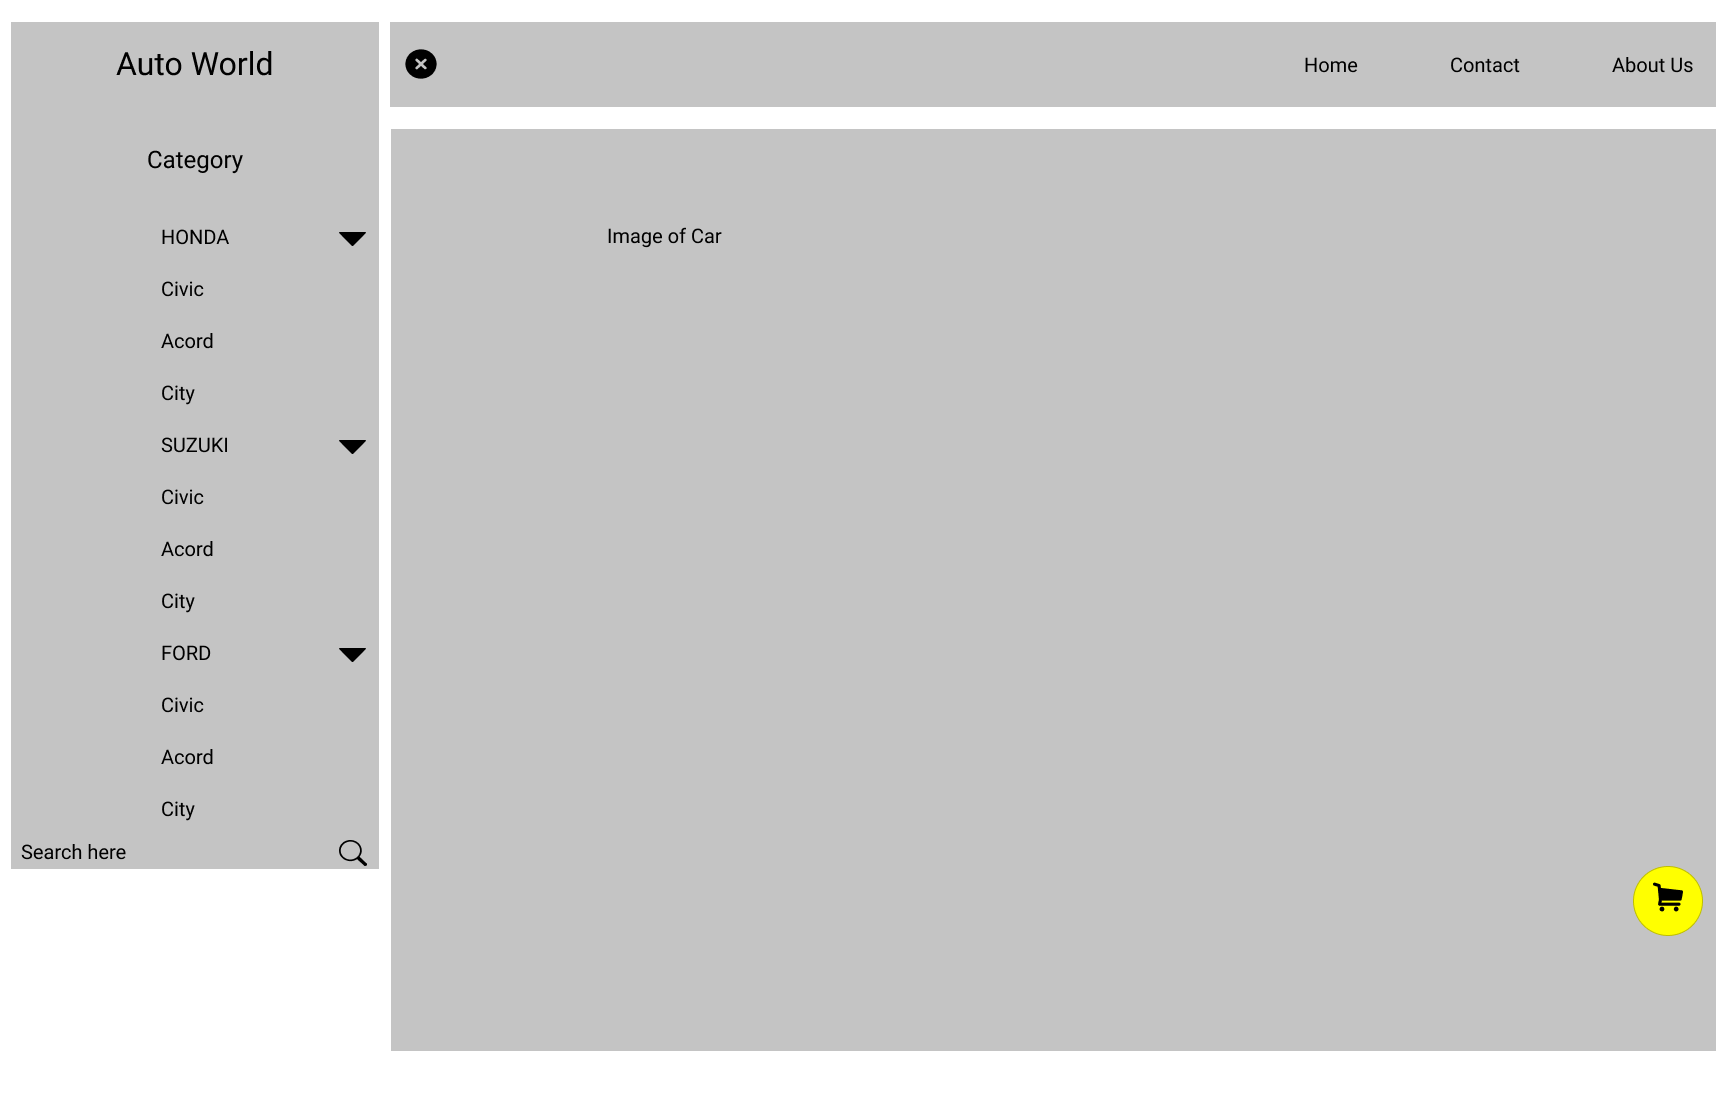 Auto World
Category
HONDA
Civic
Acord
City
SUZUKI
Civic
Acord
City
FORD
Civic
Acord
City
Search here
Home
Contact
About Us
Image of Car